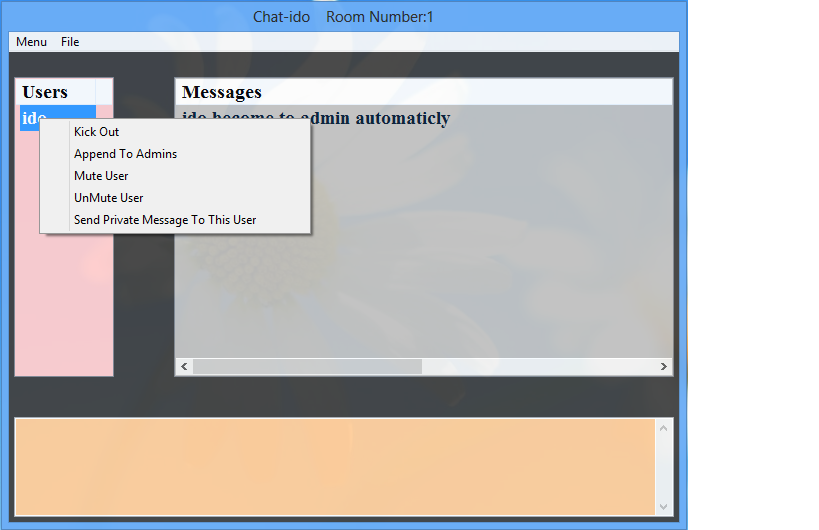 Chat-ido Room Number:1
Menu File
Users
Messages
ido
ido become to admin automaticly
Kick Out
Append To Admins
Mute User
UnMute User
Send Private Message To This User